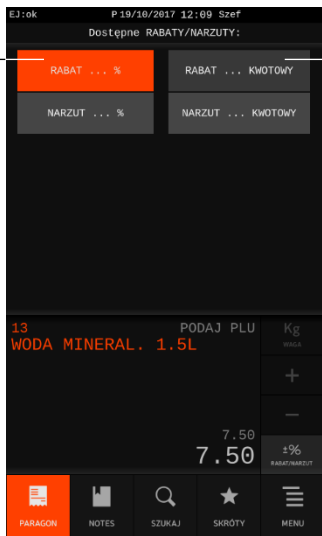 EJ:ok P 19/10/2017 12:09 Szef
Dostępne RABATY/NARZUTY:
RABAT ... % RABAT ... KWOTOWY
NARZUT ... % NARZUT ... KWOTOWY
13 PODAJ PLU Kg
WODA MINERAL. 1.5L WAGA
+
−
7.50
7.50 ±%
RABAT/NARZUT
PARAGON NOTES SZUKAJ SKRÓTY MENU